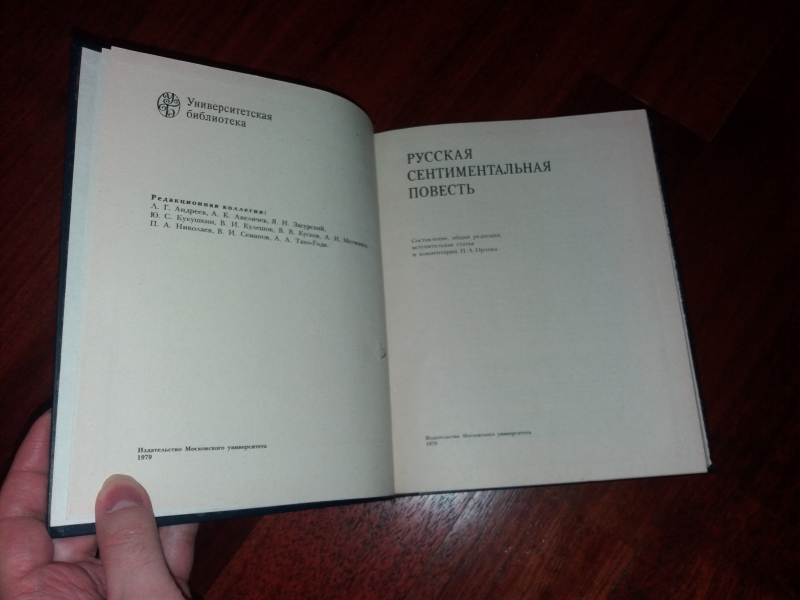 Университетская
библиотека
Редакционная коллегия:
Л. Г. Андреев, А. К. Авеличев, Я. Н. Засурский,
Ю. С. Кукушкин, В. И. Кулешов, В. В. Кусков, А. И. Метченко,
П. А. Николаев, В. И. Семанов, А. А. Тахо-Годи.
Издательство Московского университета
1979
РУССКАЯ
СЕНТИМЕНТАЛЬНАЯ
ПОВЕСТЬ
Составление, общая редакция,
вступительная статья
и комментарии П. А. Орлова
Издательство Московского университета
1979